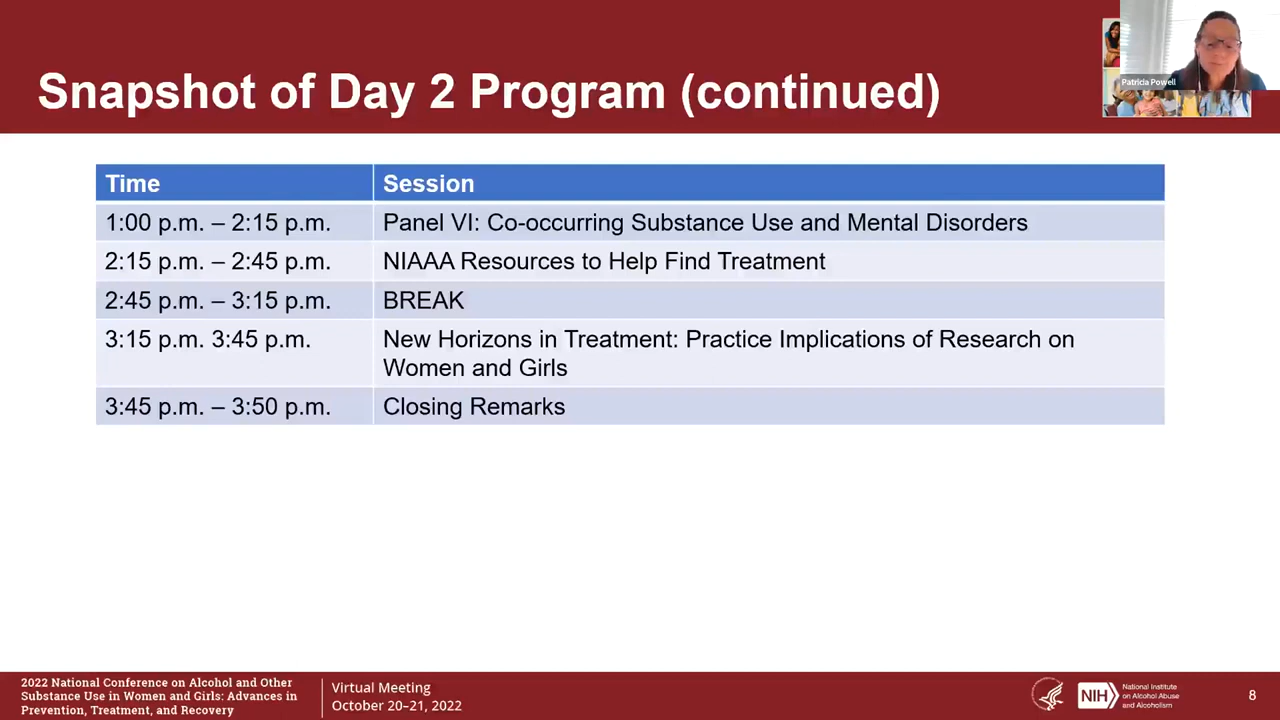 Snapshot of Day 2 Program (continued)
Patricia Powell
Time Session
1:00 p.m. – 2:15 p.m. Panel VI: Co-occurring Substance Use and Mental Disorders
2:15 p.m. – 2:45 p.m. NIAAA Resources to Help Find Treatment
2:45 p.m. – 3:15 p.m. BREAK
3:15 p.m. 3:45 p.m. New Horizons in Treatment: Practice Implications of Research on
Women and Girls
3:45 p.m. – 3:50 p.m. Closing Remarks
2022 National Conference on Alcohol and Other
Substance Use in Women and Girls: Advances in
Prevention, Treatment, and Recovery
Virtual Meeting
October 20–21, 2022
NIH
National Institute
on Alcohol Abuse
and Alcoholism
8